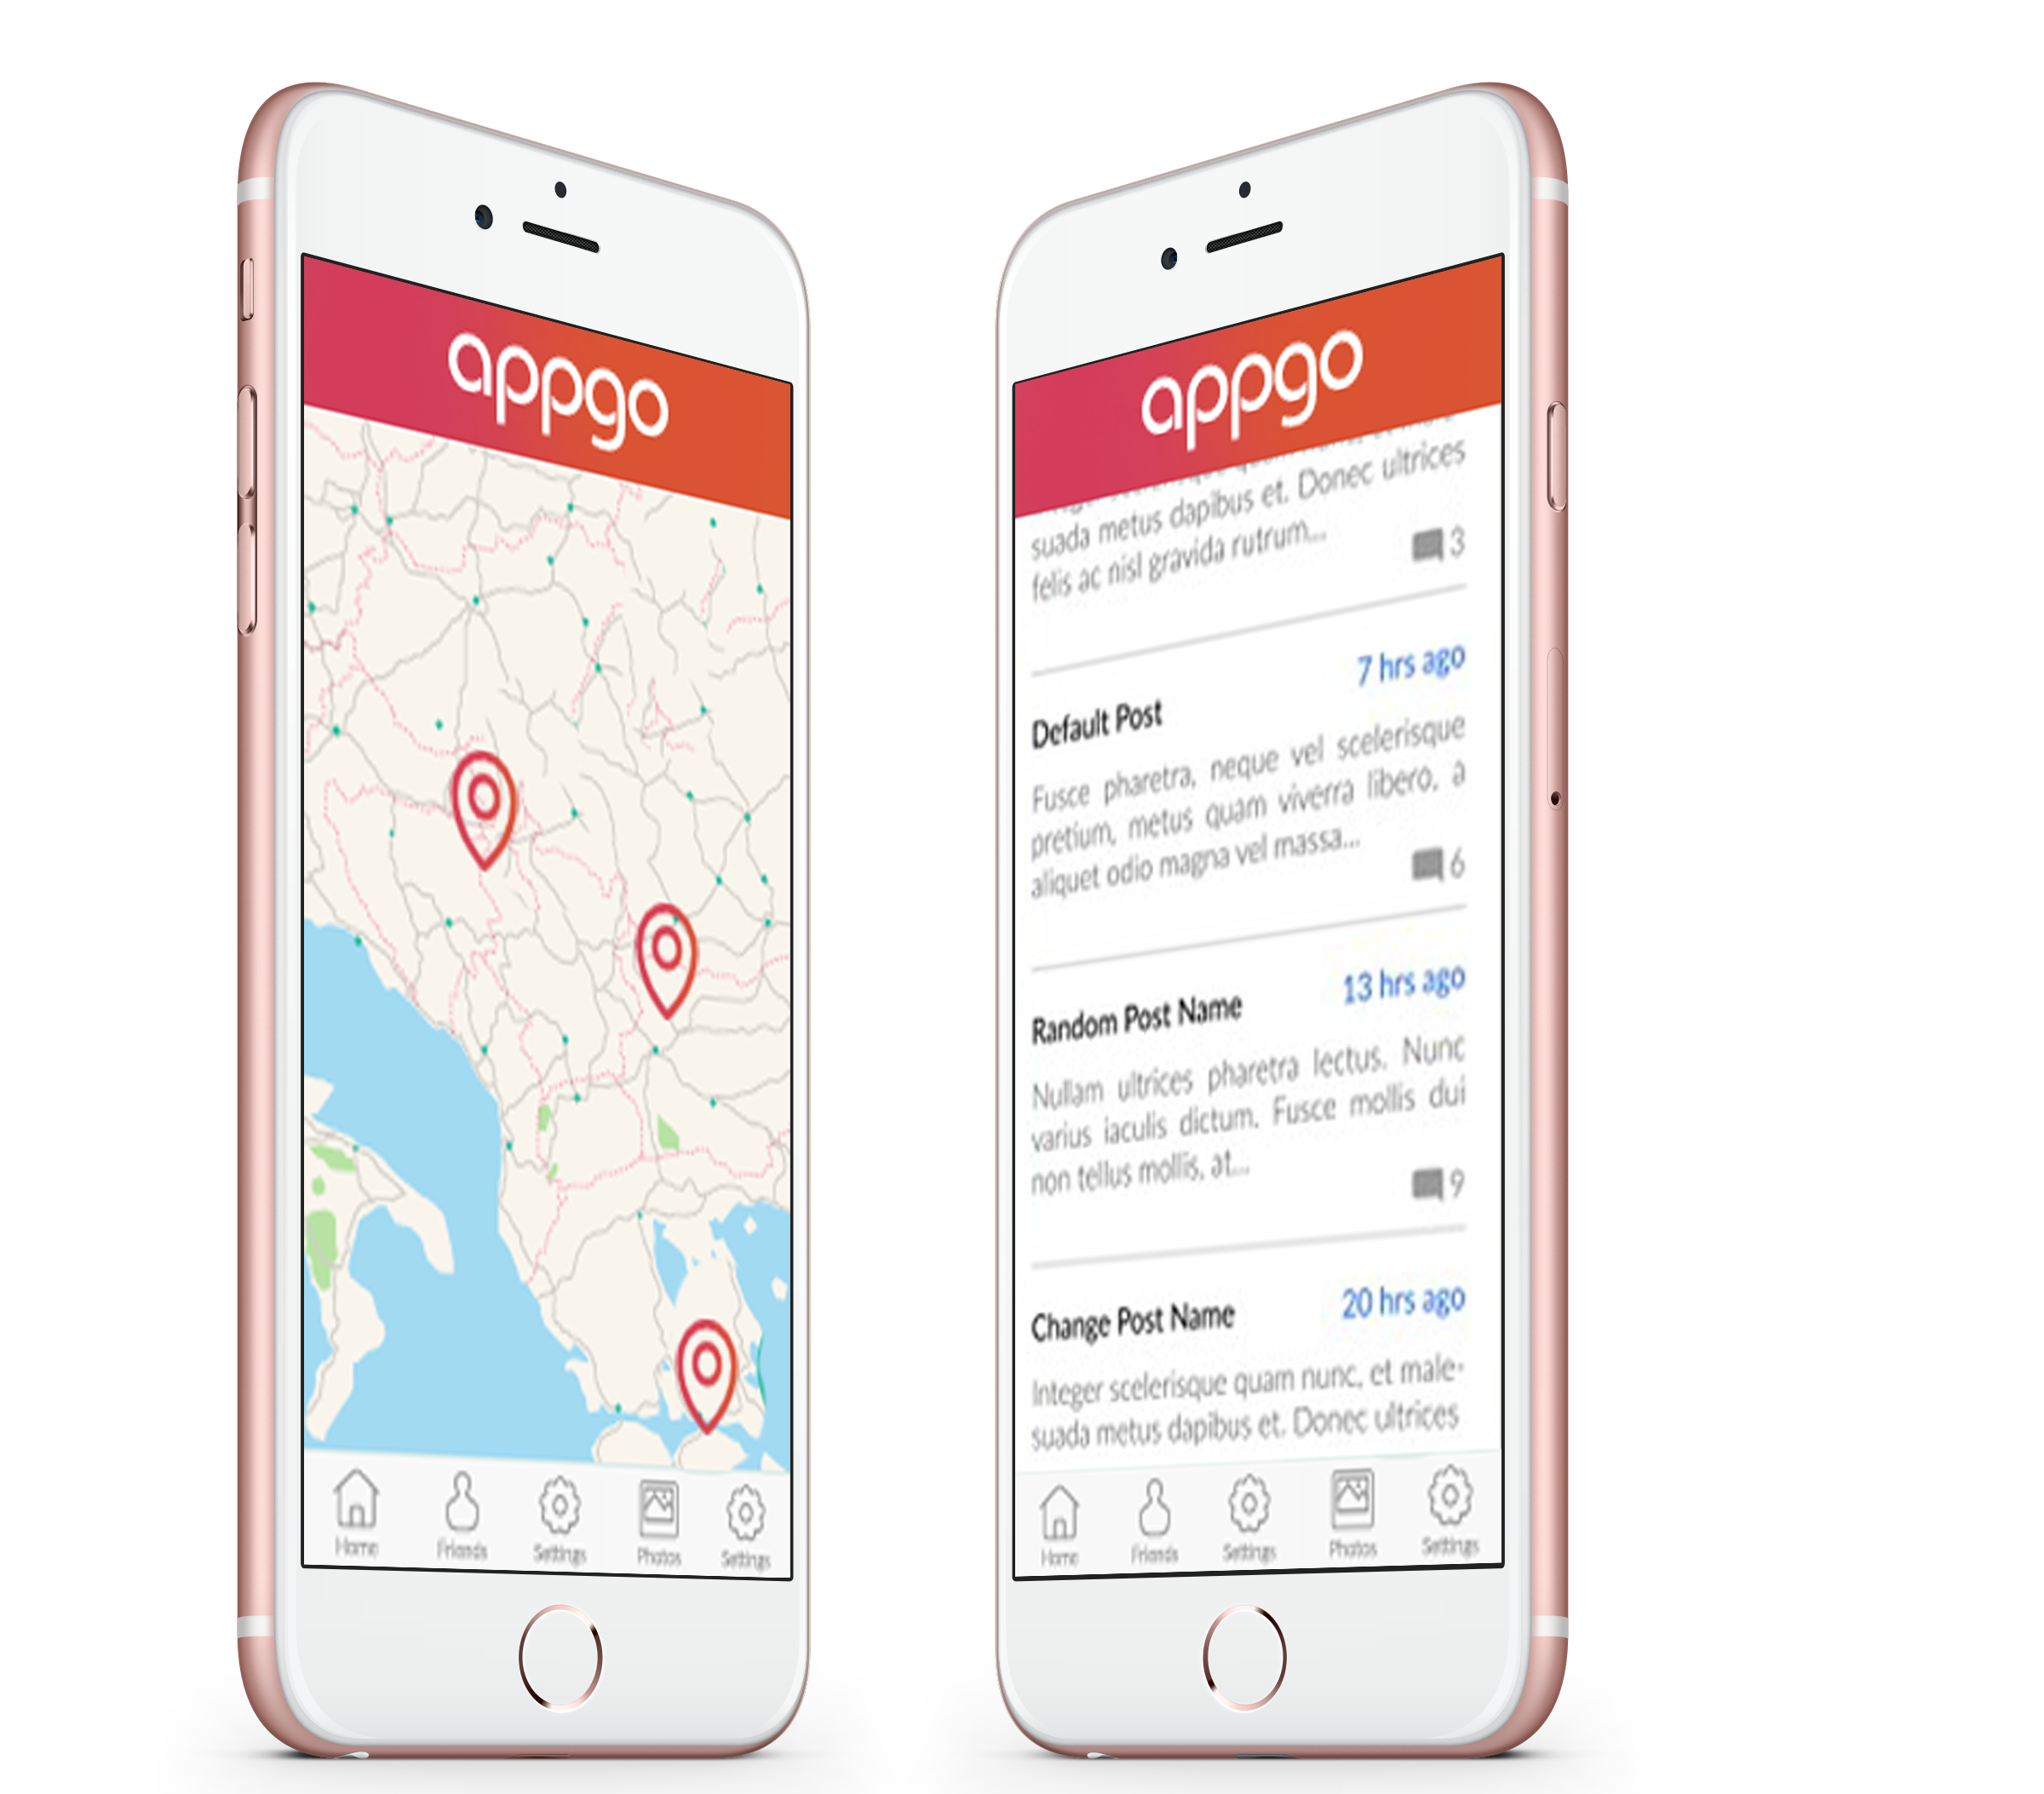 appgo
Home
Friends
Settings
Photos
Settings
appgo
suada metus dapibus et. Donec ultrices
felis ac nisl gravida rutrum...
3
7 hrs ago
Default Post
Fusce pharetra, neque vel scelerisque
pretium, metus quam viverra libero, a
aliquet odio magna vel massa...
6
13 hrs ago
Random Post Name
Nullam ultrices pharetra lectus. Nunc
varius iaculis dictum. Fusce mollis dui
non tellus mollis, at...
9
20 hrs ago
Change Post Name
Integer scelerisque quam nunc, et male-
suada metus dapibus et. Donec ultrices
Home
Friends
Settings
Photos
Settings